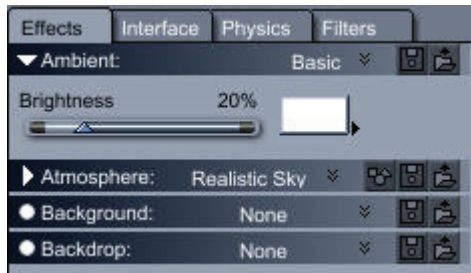 Effects Interface Physics Filters
Ambient: Basic
Brightness 20%
Atmosphere: Realistic Sky
Background: None
Backdrop: None